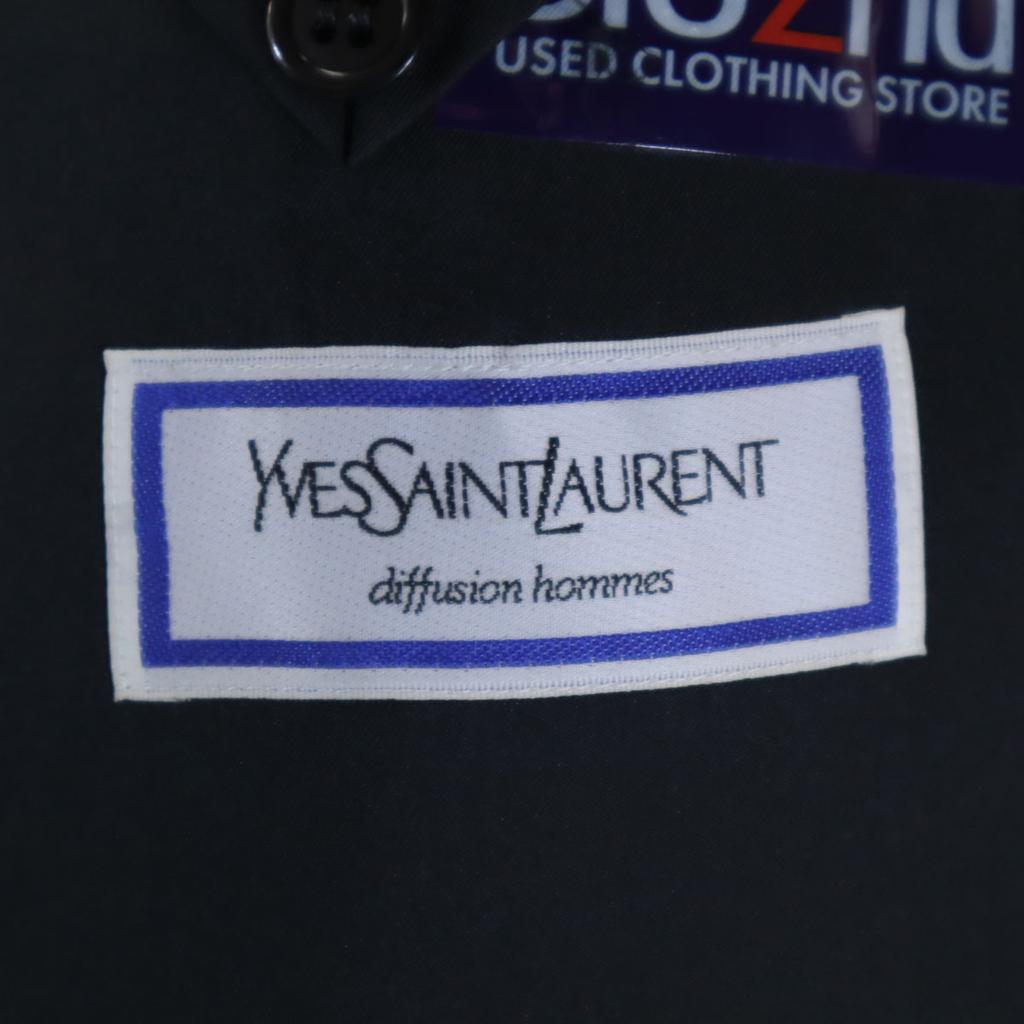 USED CLOTHING STORE
YVESSAINTLAURENT
diffusion hommes